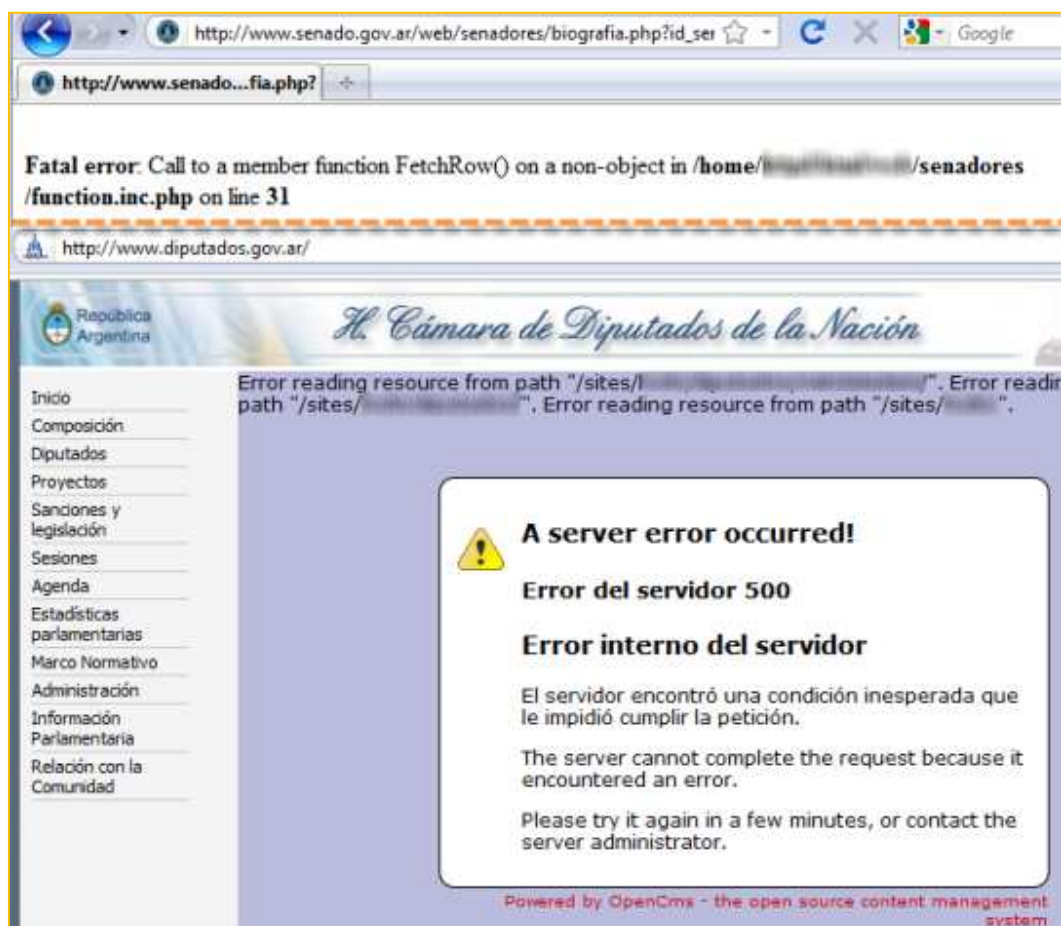 http://www.senado.gov.ar/web/senadores/biografia.php?id_ser
Google
http://www.senado...fia.php?
Fatal error: Call to a member function FetchRow() on a non-object in /home/ /senadores
/function.inc.php on line 31
http://www.diputados.gov.ar/
República
Argentina
H. Cámara de Diputados de la Nación
Error reading resource from path "/sites/ /". Error readin
path "/sites/ ". Error reading resource from path "/sites/ ".
Inicio
Composición
Diputados
Proyectos
Sanciones y
legislación
Sesiones
Agenda
Estadísticas
parlamentarias
Marco Normativo
Administración
Información
Parlamentaria
Relación con la
Comunidad
A server error occurred!
Error del servidor 500
Error interno del servidor
El servidor encontró una condición inesperada que
le impidió cumplir la petición.
The server cannot complete the request because it
encountered an error.
Please try it again in a few minutes, or contact the
server administrator.
Powered by OpenCms - the open source content management
system